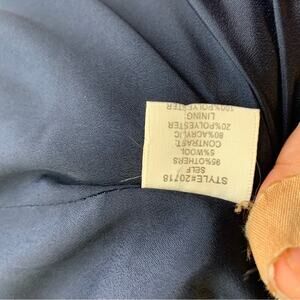 STYLE#20718
SELF
95%OTHERS
5%WOOL
CONTRAST
80%ACRYLIC
20%POLYESTER
LINING
100%POLYESTER